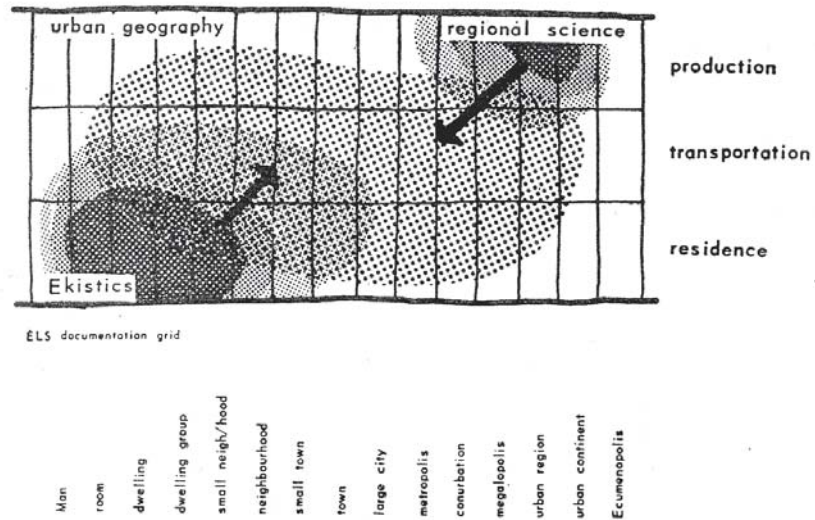 urban geography
regional science
production
transportation
residence
Ekistics
ELS documentation grid
Man
room
dwelling
dwelling group
small neigh/hood
neighbourhood
small town
town
large city
metropolis
conurbation
megalopolis
urban region
urban continent
Ecumenopolis